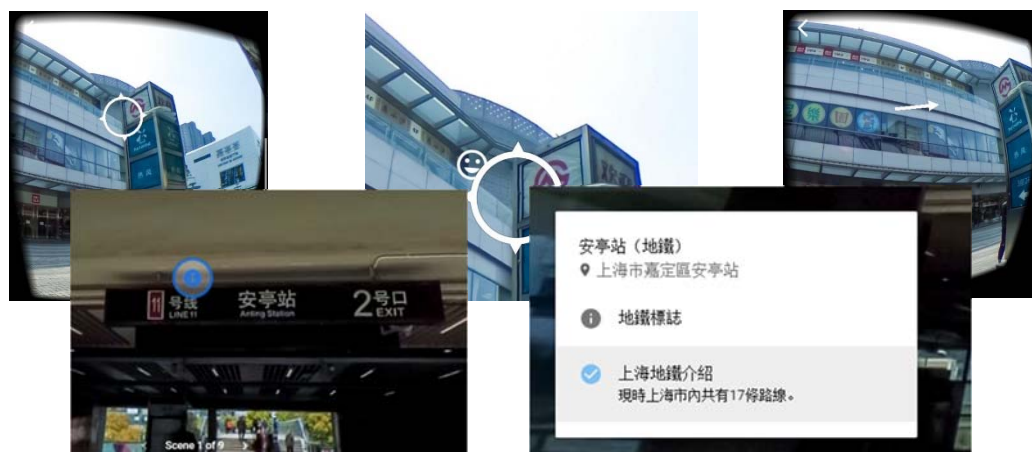 11
号线
LINE 11
安亭站
Anting Station
2
号口
EXIT
Scene 1 of 9
安亭站（地鐵）
上海市嘉定區安亭站
地鐵標誌
上海地鐵介紹
現時上海市內共有17條路線。